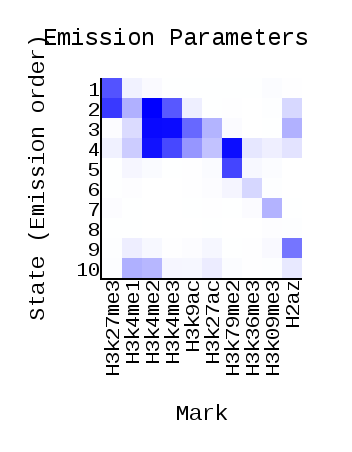 Emission Parameters
State (Emission order)
1
2
3
4
5
6
7
8
9
10
H3k27me3
H3k4me1
H3k4me2
H3k4me3
H3k9ac
H3k27ac
H3k79me2
H3k36me3
H3k09me3
H2az
Mark